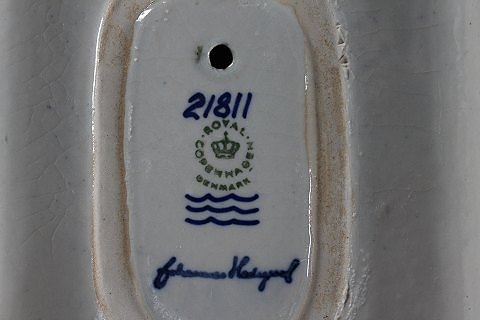 21811
ROYAL
COPENHAGEN
DENMARK
Johannes Hedegaard